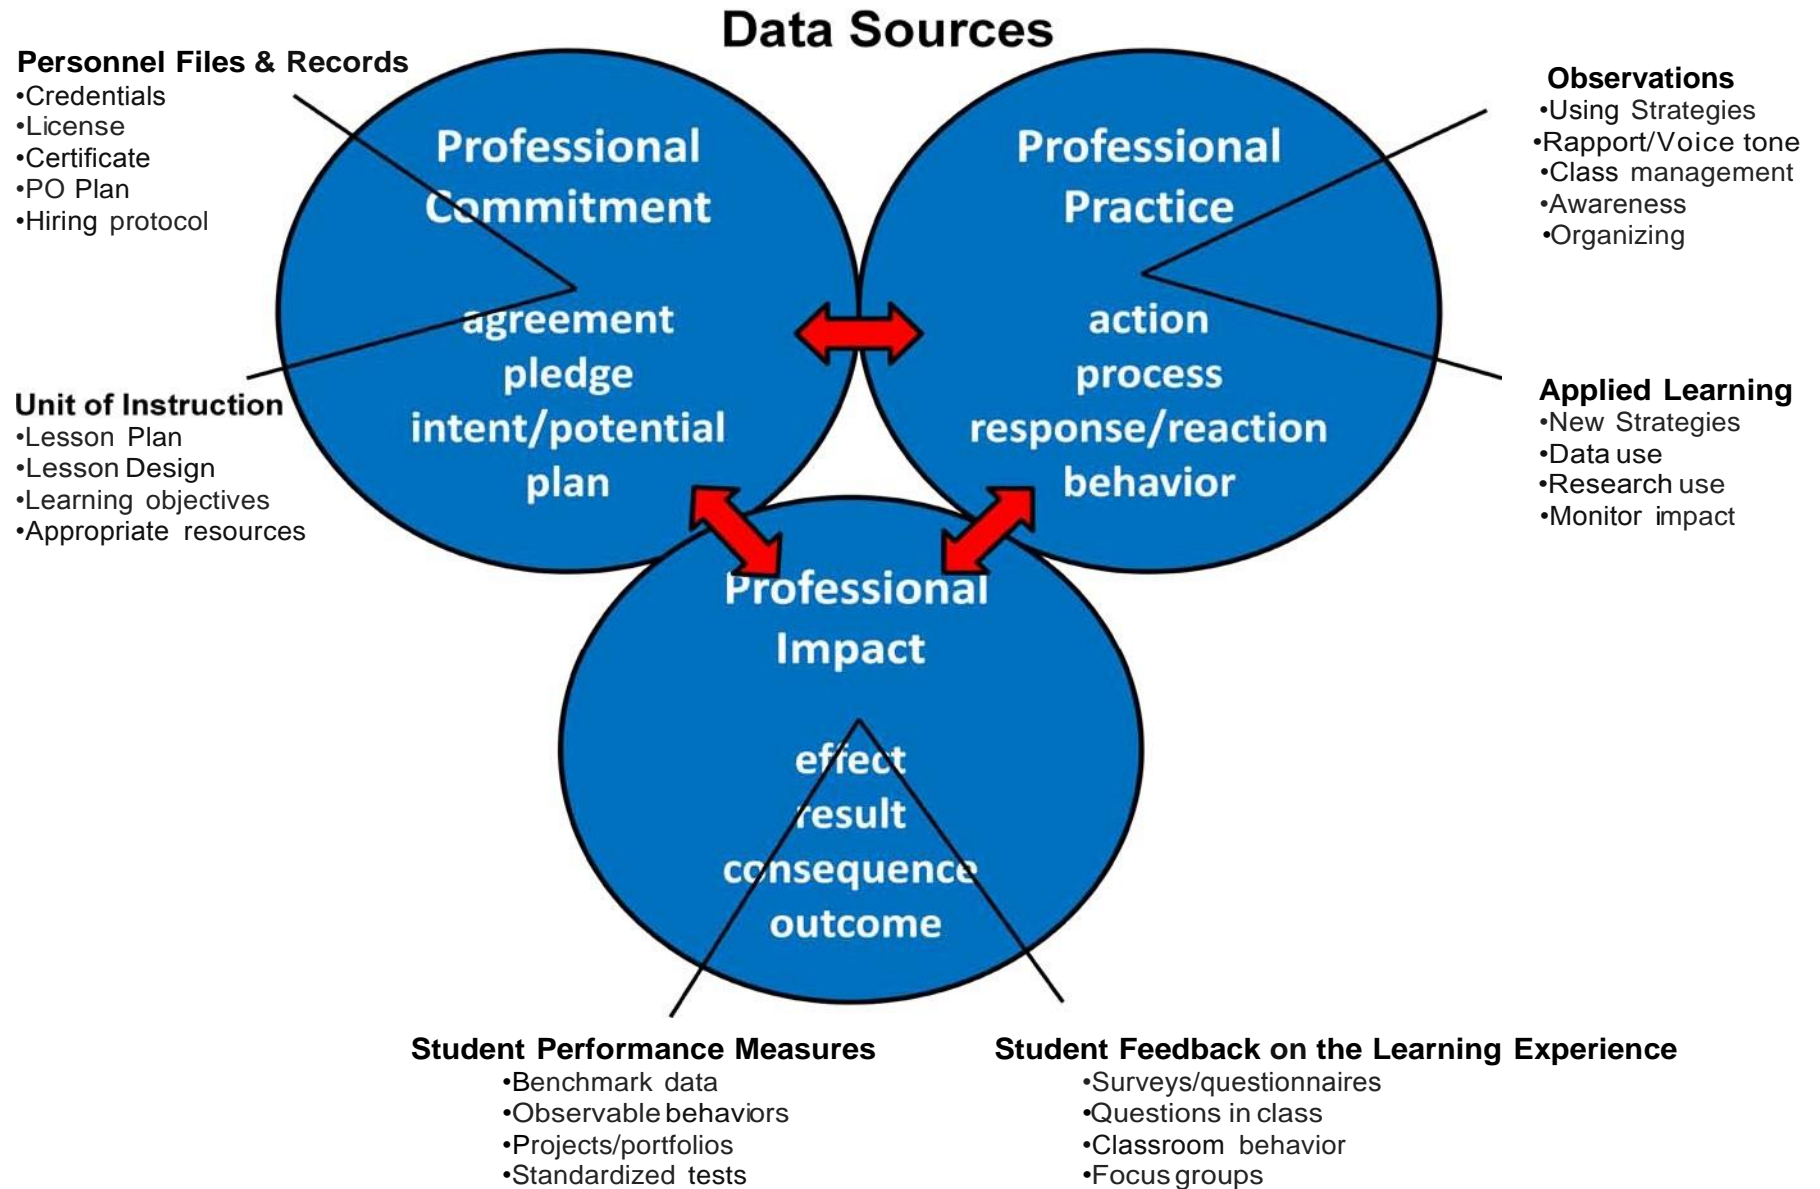 Data Sources
Personnel Files & Records
•Credentials
•License
•Certificate
•PO Plan
•Hiring protocol
Unit of Instruction
•Lesson Plan
•Lesson Design
•Learning objectives
•Appropriate resources
Professional
Commitment
agreement
pledge
intent/potential
plan
Professional
Practice
action
process
response/reaction
behavior
Observations
•Using Strategies
•Rapport/Voice tone
•Class management
•Awareness
•Organizing
Applied Learning
•New Strategies
•Data use
•Research use
•Monitor impact
Professional
Impact
effect
result
consequence
outcome
Student Performance Measures
•Benchmark data
•Observable behaviors
•Projects/portfolios
•Standardized tests
Student Feedback on the Learning Experience
•Surveys/questionnaires
•Questions in class
•Classroom behavior
•Focus groups